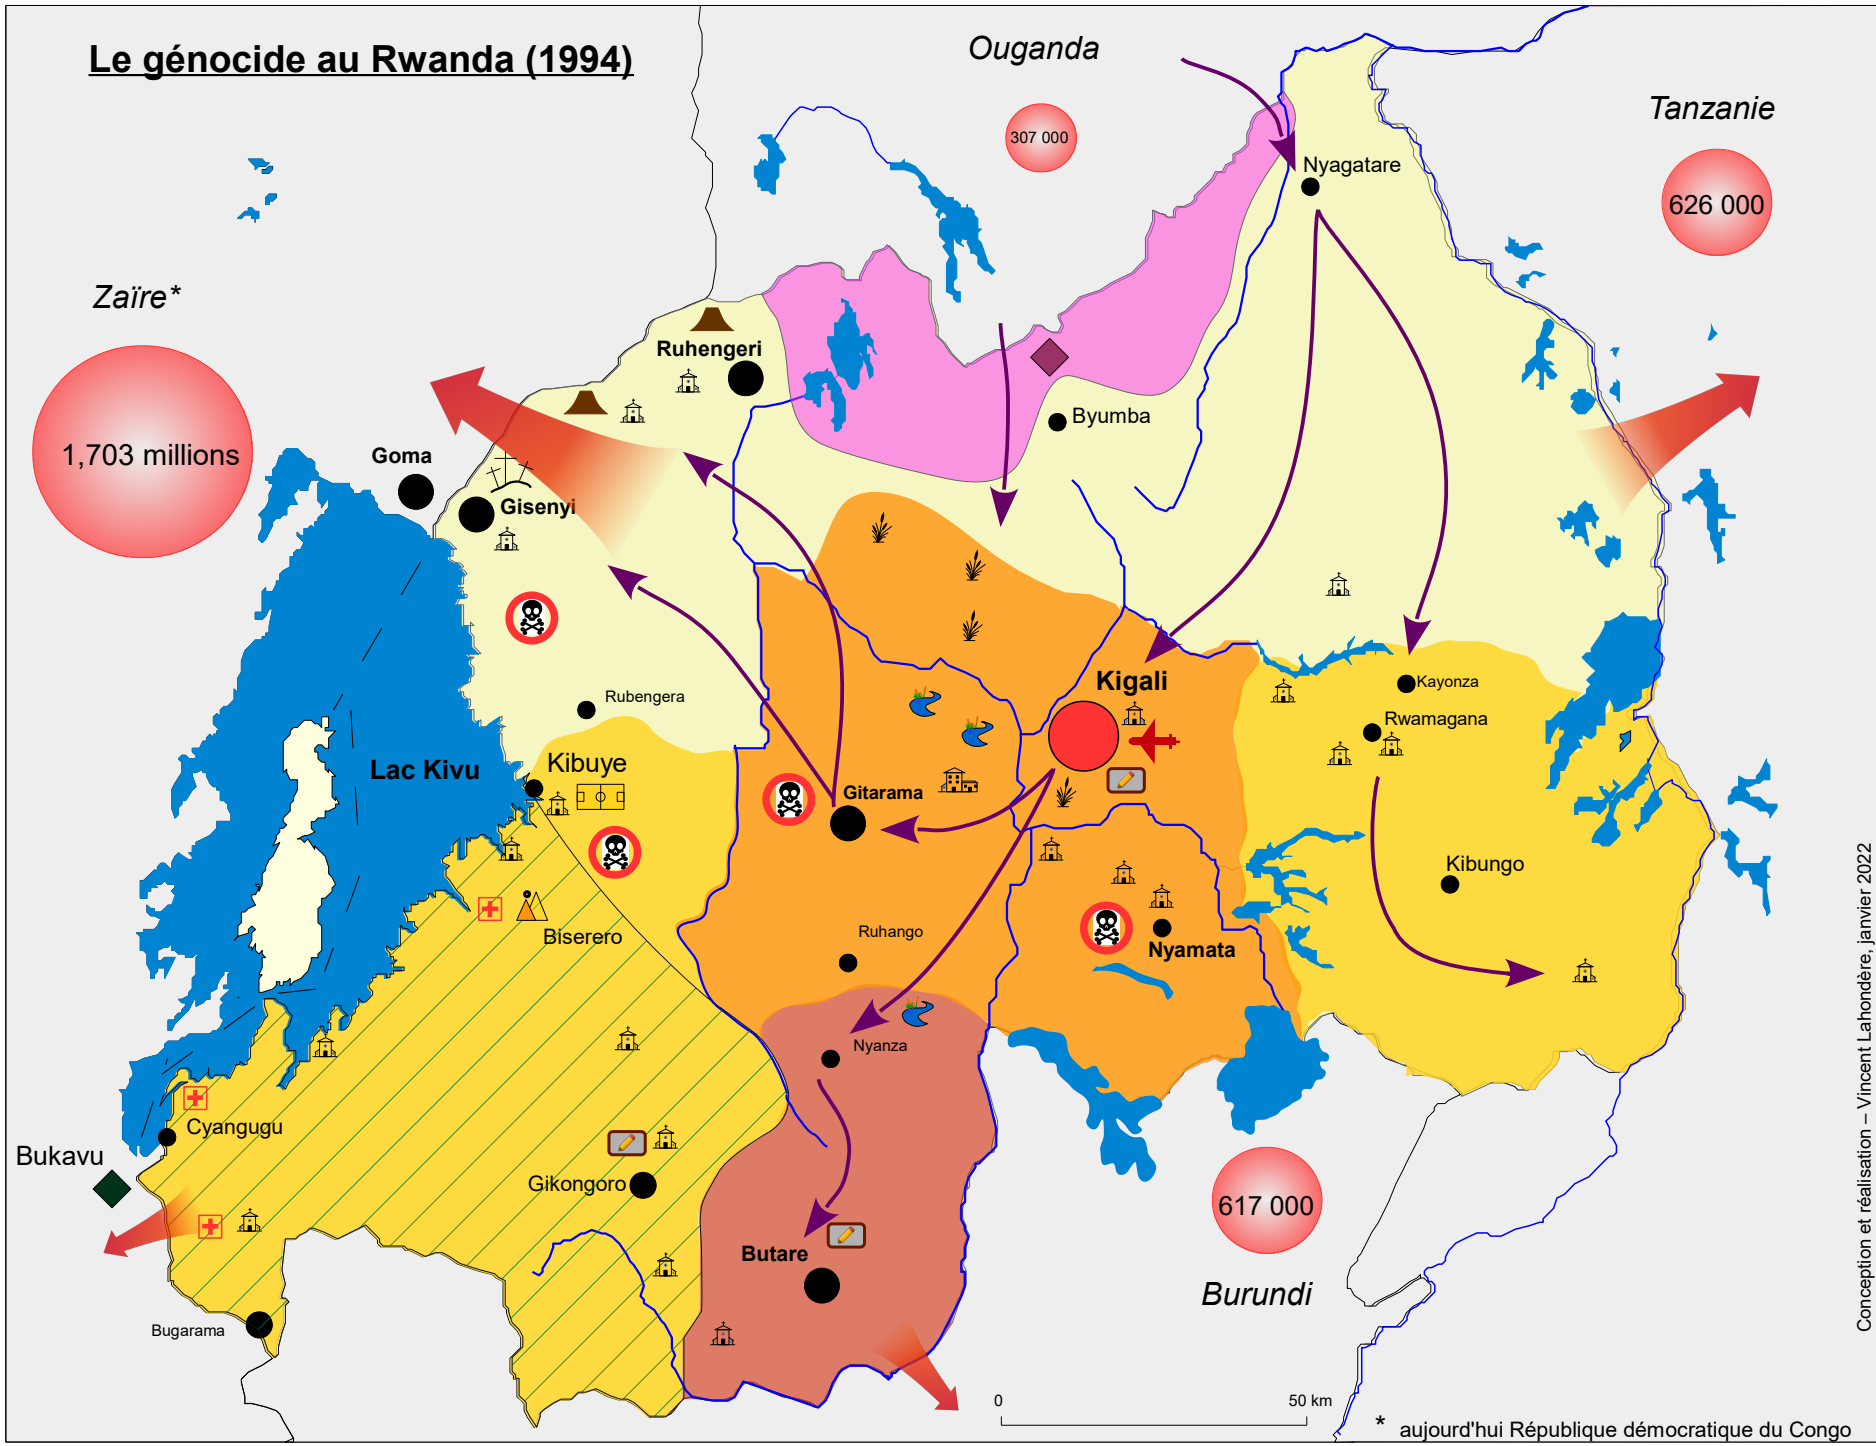 Le génocide au Rwanda (1994)
Ouganda
307 000
Tanzanie
626 000
Nyagatare
Zaïre*
1,703 millions
Ruhengeri
Byumba
Goma
Gisenyi
Rubengera
Kigali
Kayonza
Rwamagana
Lac Kivu
Kibuye
Gitarama
Kibungo
Biserero
Ruhango
Nyamata
Nyanza
Cyangugu
Bukavu
Gikongoro
617 000
Butare
Burundi
Bugarama
0
50 km
* aujourd'hui République démocratique du Congo
Conception et réalisation – Vincent Lahondère, janvier 2022